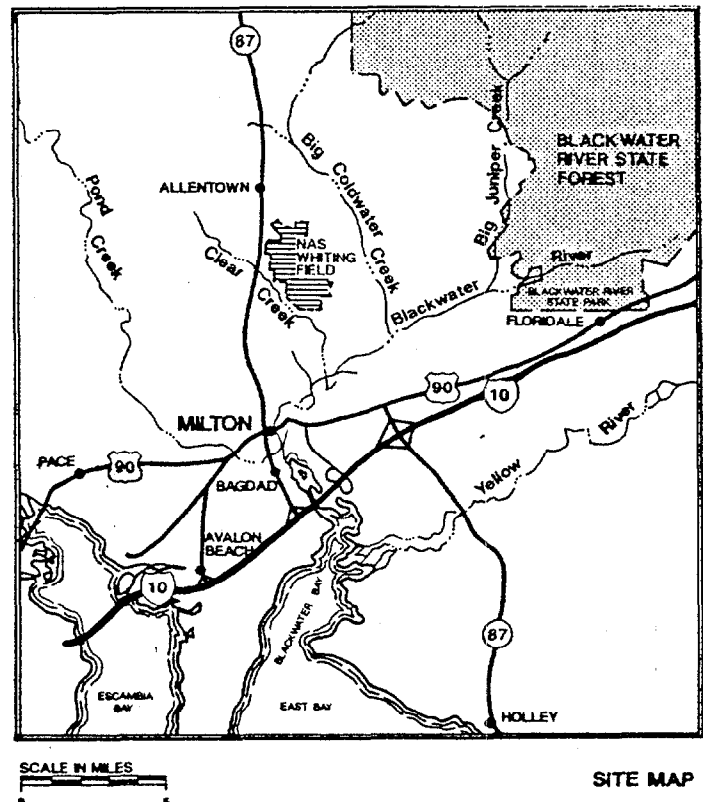 87
BLACKWATER
RIVER STATE
FOREST
Big Juniper Creek
Big Coldwater Creek
Pond Creek
ALLENTOWN
NAS
WHITING
FIELD
Clear Creek
River
Blackwater
BLACKWATER RIVER
STATE PARK
FLORIDALE
90
10
MILTON
PACE
90
BAGDAD
Yellow River
AVALON
BEACH
10
BLACKWATER BAY
87
ESCAMBIA
BAY
EAST BAY
HOLLEY
SCALE IN MILES
SITE MAP